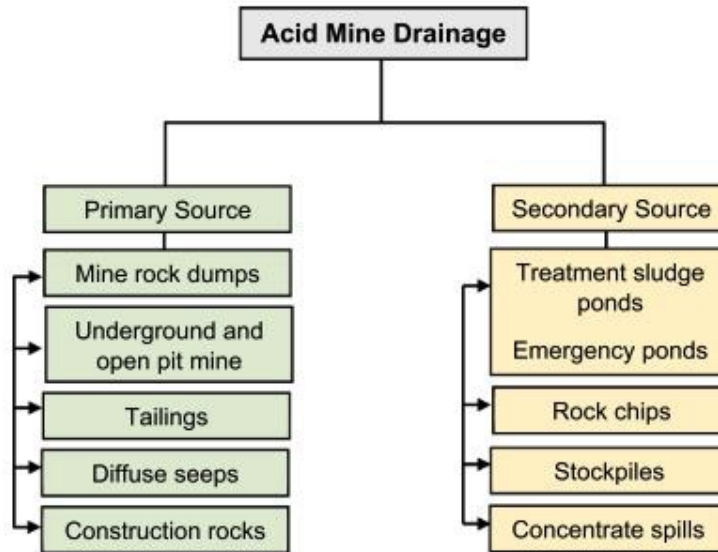 Acid Mine Drainage
Primary Source
Mine rock dumps
Underground and
open pit mine
Tailings
Diffuse seeps
Construction rocks
Secondary Source
Treatment sludge
ponds
Emergency ponds
Rock chips
Stockpiles
Concentrate spills